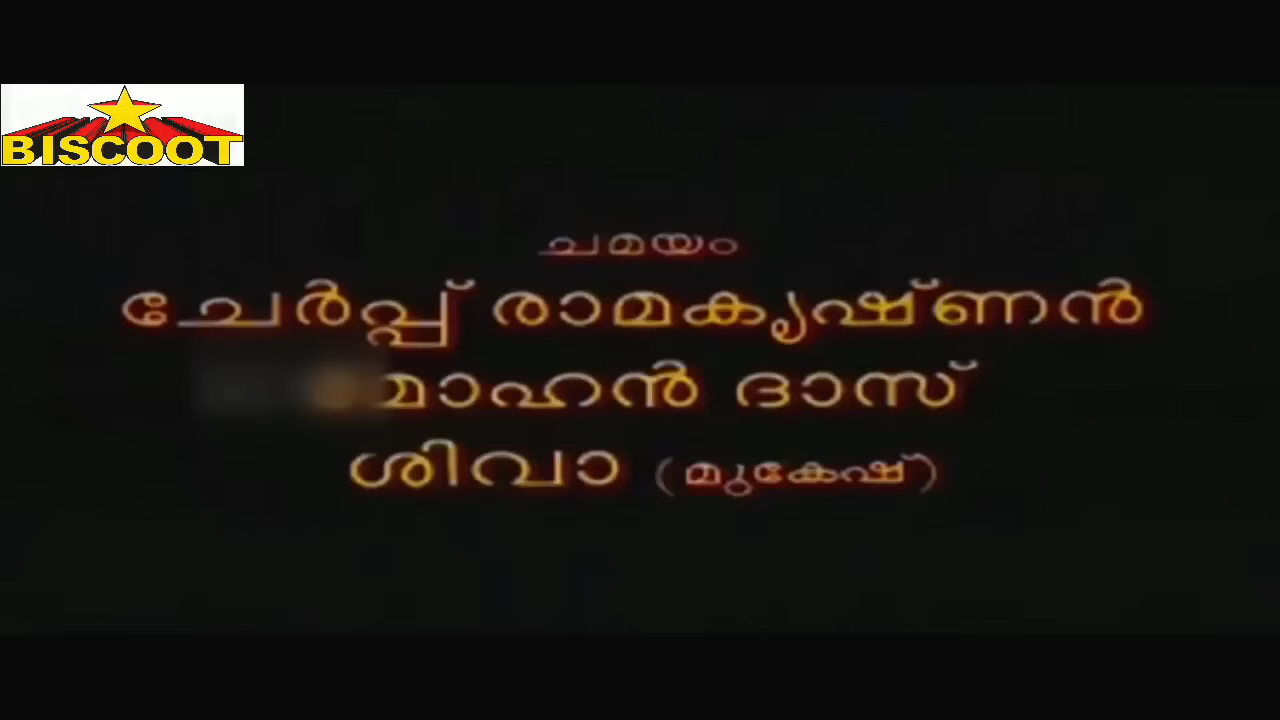 BISCOOT
ചമയം
ചേർപ്പ് രാമകൃഷ്ണൻ
മോഹൻ ദാസ്
ശിവാ (മുകേഷ്)